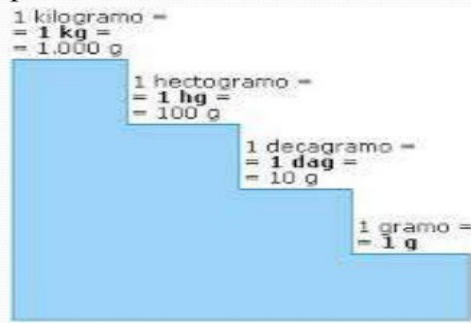 1 kilogramo =
= 1 kg =
= 1.000 g
1 hectogramo =
= 1 hg =
= 100 g
1 decagramo =
= 1 dag =
= 10 g
1 gramo =
= 1 g